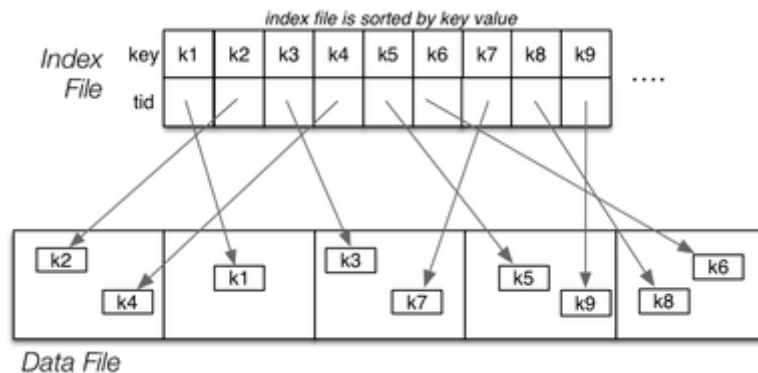 index file is sorted by key value
Index File
key k1 k2 k3 k4 k5 k6 k7 k8 k9 ....
tid
k2 k4 k1 k3 k7 k5 k9 k8 k6
Data File